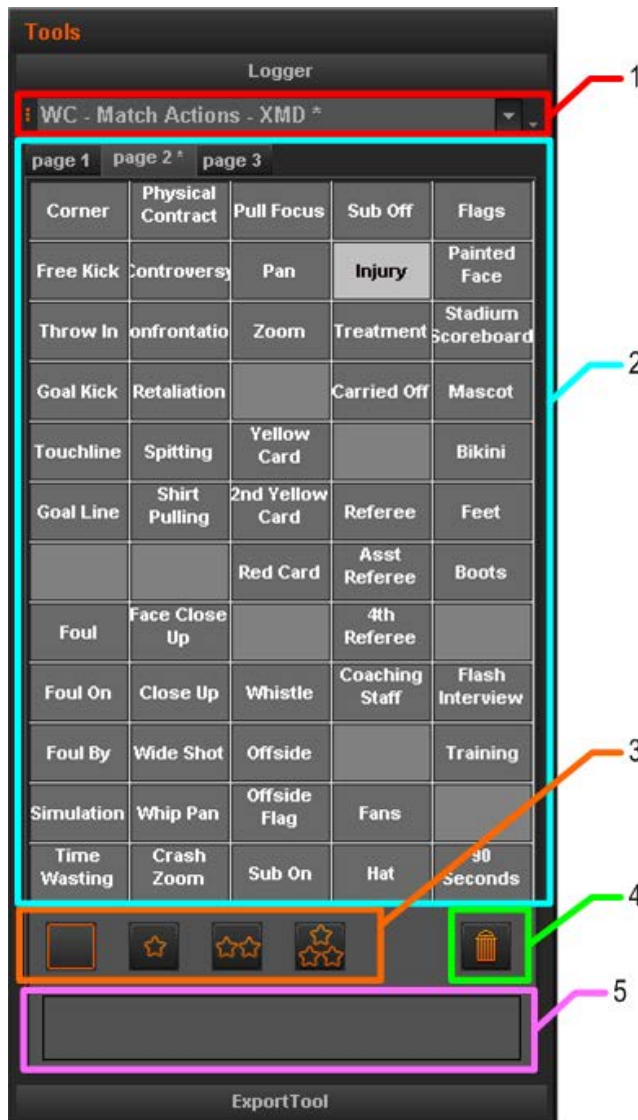 Tools
Logger
1
WC - Match Actions - XMD *
page 1 page 2 * page 3
Corner Physical Contract Pull Focus Sub Off Flags
Free Kick Controversy Pan Injury Painted Face
Throw In onfrontatio Zoom Treatment Stadium Scoreboard
2
Goal Kick Retaliation Carried Off Mascot
Touchline Spitting Yellow Card Bikini
Goal Line Shirt Pulling 2nd Yellow Card Referee Feet
Red Card Asst Referee Boots
Foul Face Close Up 4th Referee
Foul On Close Up Whistle Coaching Staff Flash Interview
Foul By Wide Shot Offside Training
3
Simulation Whip Pan Offside Flag Fans
Time Wasting Crash Zoom Sub On Hat 90 Seconds
4
5
ExportTool